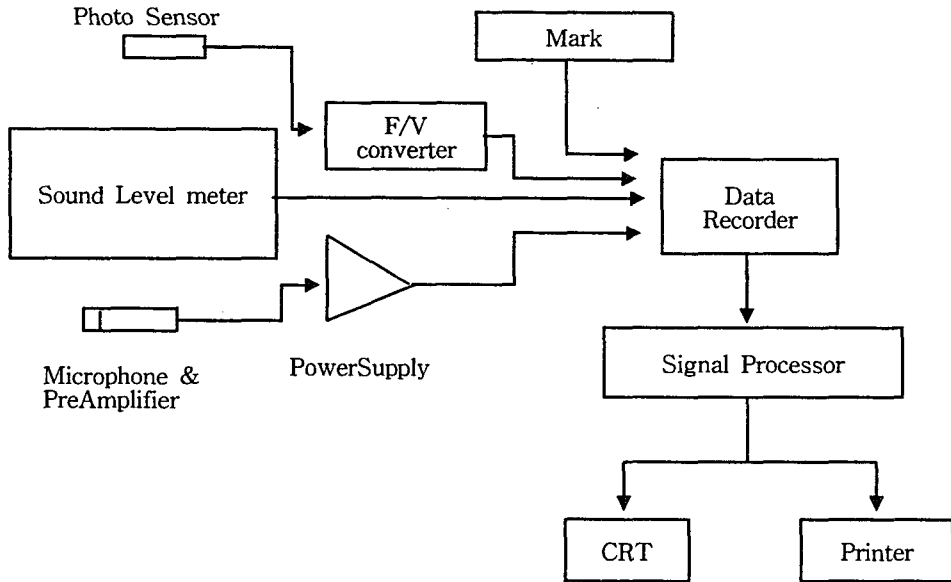 Photo Sensor
Mark
F/V
converter
Sound Level meter
Data
Recorder
PowerSupply
Microphone &
PreAmplifier
Signal Processor
CRT
Printer